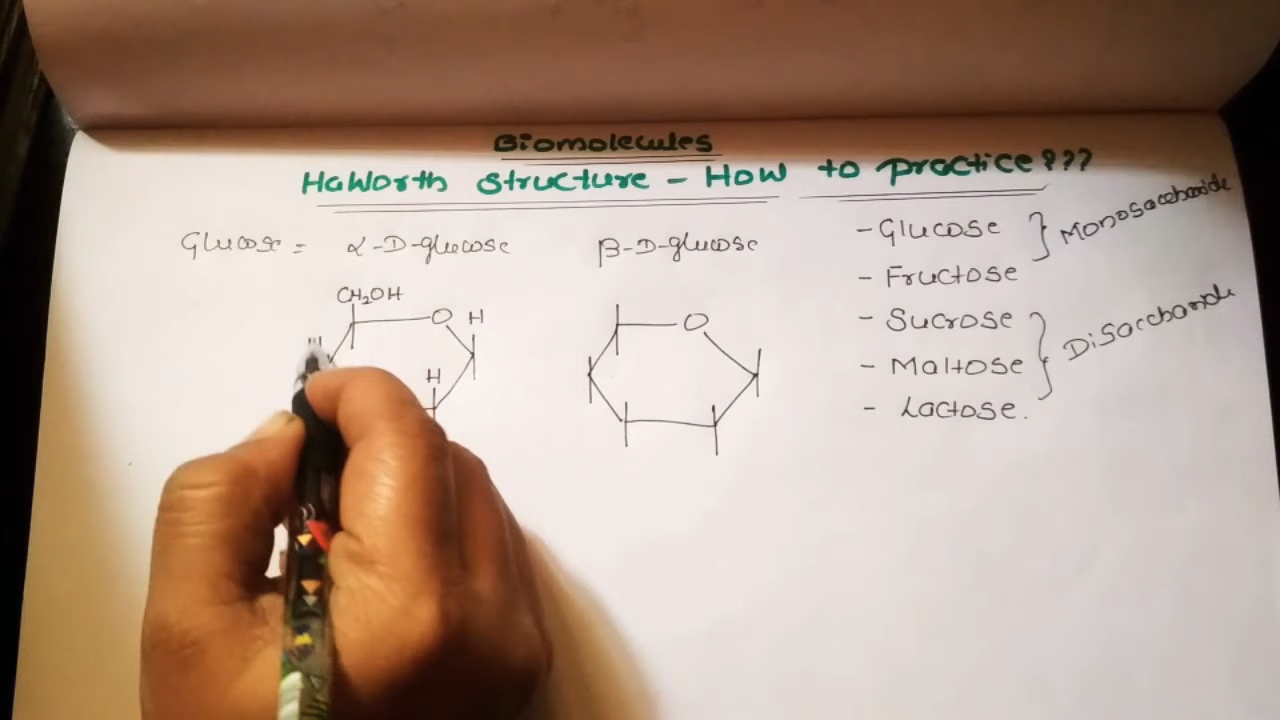 Biomolecules
HaWorth structure - How to practice???
Glucose = α-D-glucose β-D-glucose
CH₂OH
O H
H
H
O
- Glucose
- Fructose
} Monosaccharide
- Sucrose
- Maltose
- Lactose.
} Disaccharide